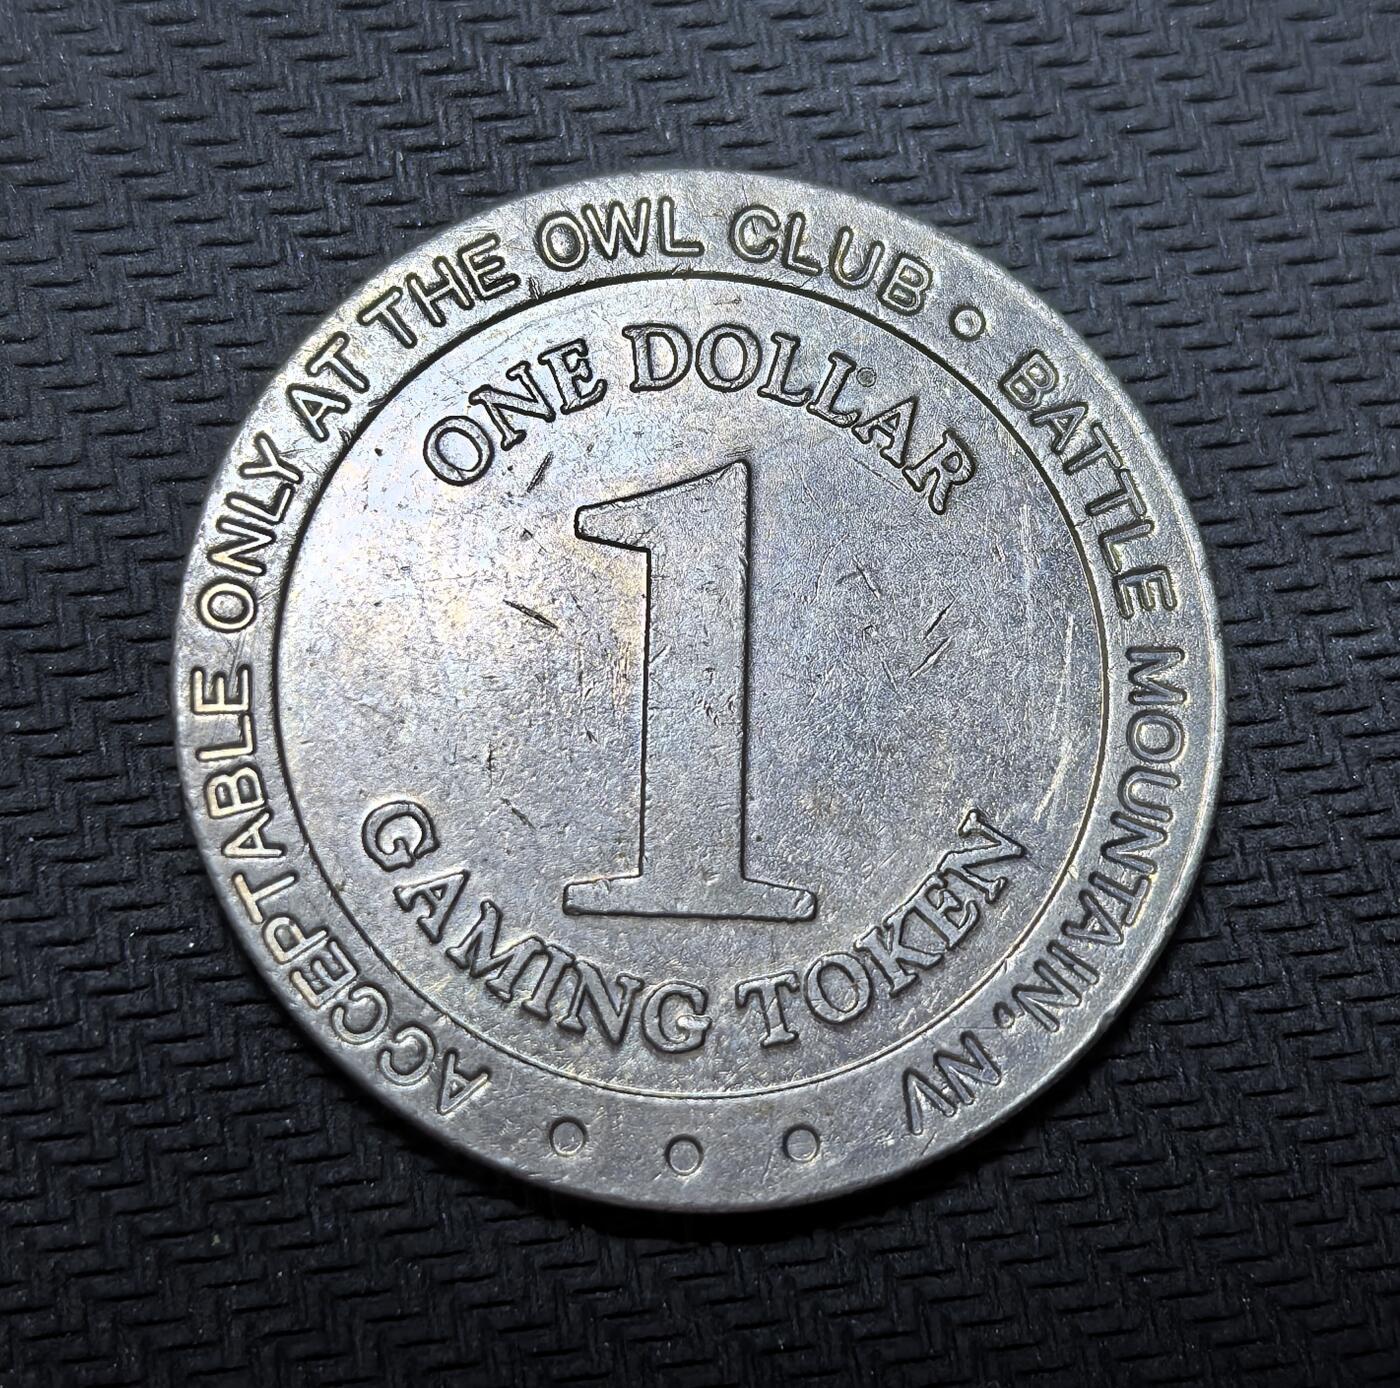 ACCEPTABLE ONLY AT THE OWL CLUB • BATTLE MOUNTAIN, NV
ONE DOLLAR
1
GAMING TOKEN